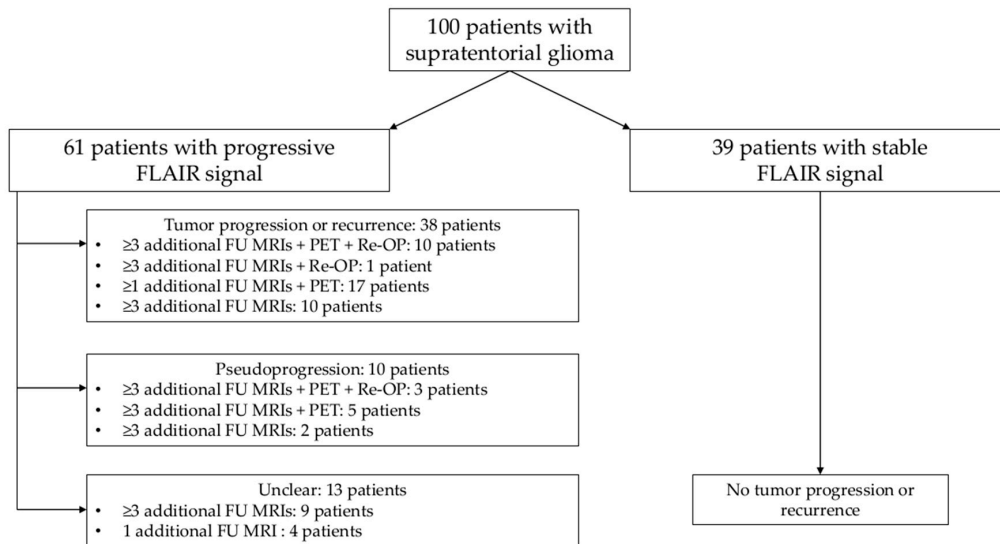 100 patients with
supratentorial glioma
61 patients with progressive
FLAIR signal
39 patients with stable
FLAIR signal
Tumor progression or recurrence: 38 patients
• ≥3 additional FU MRIs + PET + Re-OP: 10 patients
• ≥3 additional FU MRIs + Re-OP: 1 patient
• ≥1 additional FU MRIs + PET: 17 patients
• ≥3 additional FU MRIs: 10 patients
Pseudoprogression: 10 patients
• ≥3 additional FU MRIs + PET + Re-OP: 3 patients
• ≥3 additional FU MRIs + PET: 5 patients
• ≥3 additional FU MRIs: 2 patients
Unclear: 13 patients
• ≥3 additional FU MRIs: 9 patients
• 1 additional FU MRI : 4 patients
No tumor progression or
recurrence